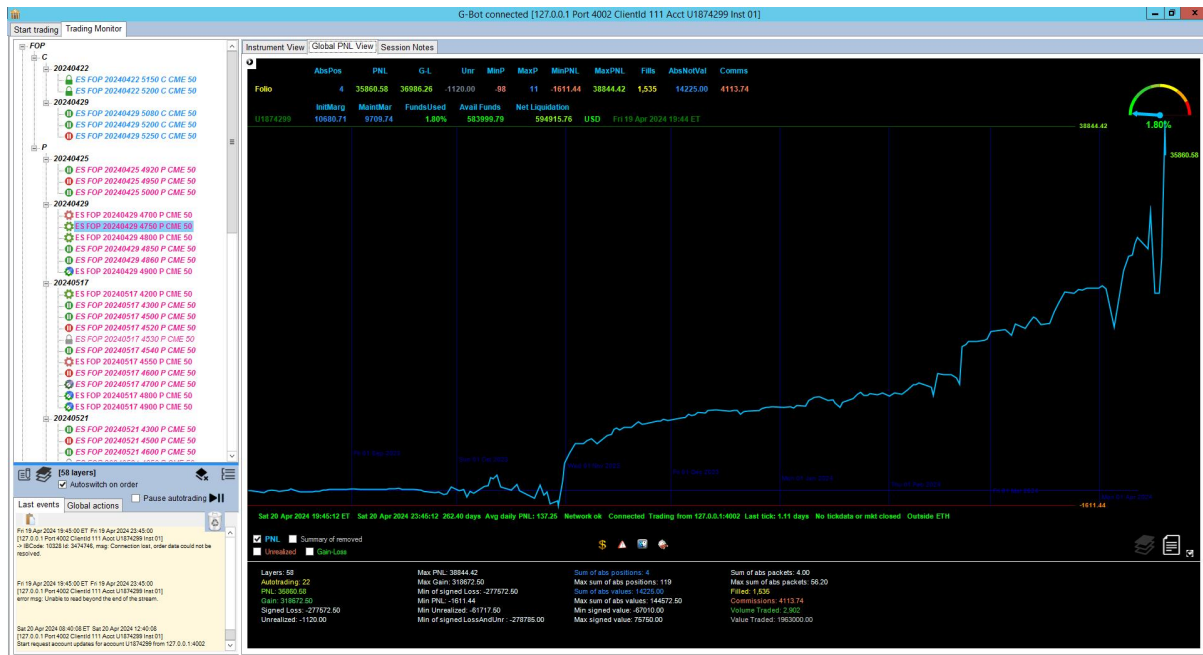 G-Bot connected [127.0.0.1 Port 4002 ClientId 111 Acct U1874299 Inst 01]
Start trading Trading Monitor
FOP
C
20240422
ES FOP 20240422 5150 C CME 50
ES FOP 20240422 5200 C CME 50
20240429
ES FOP 20240429 5080 C CME 50
ES FOP 20240429 5200 C CME 50
ES FOP 20240429 5250 C CME 50
P
20240425
ES FOP 20240425 4920 P CME 50
ES FOP 20240425 4950 P CME 50
ES FOP 20240425 5000 P CME 50
20240429
ES FOP 20240429 4700 P CME 50
ES FOP 20240429 4750 P CME 50
ES FOP 20240429 4800 P CME 50
ES FOP 20240429 4850 P CME 50
ES FOP 20240429 4860 P CME 50
ES FOP 20240429 4900 P CME 50
20240517
ES FOP 20240517 4200 P CME 50
ES FOP 20240517 4300 P CME 50
ES FOP 20240517 4500 P CME 50
ES FOP 20240517 4520 P CME 50
ES FOP 20240517 4530 P CME 50
ES FOP 20240517 4540 P CME 50
ES FOP 20240517 4550 P CME 50
ES FOP 20240517 4600 P CME 50
ES FOP 20240517 4700 P CME 50
ES FOP 20240517 4800 P CME 50
ES FOP 20240517 4900 P CME 50
20240521
ES FOP 20240521 4300 P CME 50
ES FOP 20240521 4500 P CME 50
ES FOP 20240521 4600 P CME 50
[58 layers]
Autoswitch on order
Last events Global actions Pause autotrading
Fri 19 Apr 2024 19:45:00 ET Fri 19 Apr 2024 23:45:00
[127.0.0.1 Port 4002 ClientId 111 Acct U1874299 Inst 01]
-> IBCode: 10328 Id: 3474746, msg: Connection lost, order data could not be
resolved.
Fri 19 Apr 2024 19:45:00 ET Fri 19 Apr 2024 23:45:00
[127.0.0.1 Port 4002 ClientId 111 Acct U1874299 Inst 01]
error msg: Unable to read beyond the end of the stream.
Sat 20 Apr 2024 08:40:08 ET Sat 20 Apr 2024 12:40:08
[127.0.0.1 Port 4002 ClientId 111 Acct U1874299 Inst 01]
Start request account updates for account U1874299 from 127.0.0.1:4002
Instrument View Global PNL View Session Notes
AbsPos PNL G-L Unr MinP MaxP MinPNL MaxPNL Fills AbsNotVal Comms
Folio 4 35860.58 36986.26 -1120.00 -98 11 -1611.44 38844.42 1,535 14225.00 4113.74
InitMarg MaintMar FundsUsed Avail Funds Net Liquidation
U1874299 10680.71 9709.74 1.80% 583999.79 594915.76 USD Fri 19 Apr 2024 19:44 ET
38844.42
1.80%
35860.58
-1611.44
Sat 20 Apr 2024 19:45:12 ET Sat 20 Apr 2024 23:45:12 262.40 days Avg daily PNL: 137.25 Network ok Connected Trading from 127.0.0.1:4002 Last tick: 1.11 days No tickdata or mkt closed Outside ETH
PNL Summary of removed
Unrealized Gain-Loss
Layers: 58 Max PNL: 38844.42 Sum of abs positions: 4 Sum of abs packets: 4.00
Autotrading: 22 Max Gain: 318672.50 Max sum of abs positions: 119 Max sum of abs packets: 56.20
PNL: 35860.58 Min of signed Loss: -277572.50 Sum of abs values: 14225.00 Filled: 1,535
Gain: 318672.50 Min PNL: -1611.44 Max sum of abs values: 144572.50 Commissions: 4113.74
Signed Loss: -277572.50 Min Unrealized: -61717.50 Min signed value: -67010.00 Volume Traded: 2,902
Unrealized: -1120.00 Min of signed LossAndUnr : -278785.00 Max signed value: 75750.00 Value Traded: 1963000.00